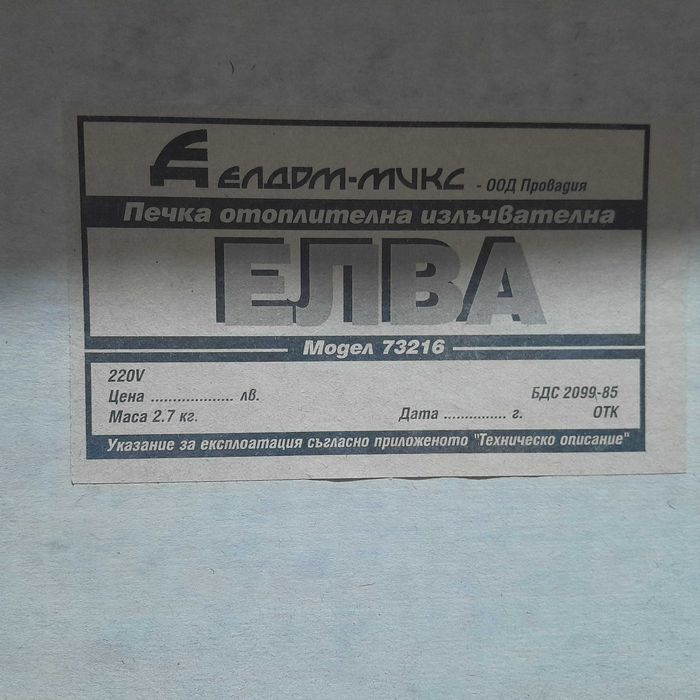 ЕЛДОМ-МИКС - ООД Провадия
Печка отоплителна излъчвателна
ЕЛВА
Модел 73216
220V
Цена ................... лв. БДС 2099-85
Маса 2.7 кг. Дата .............. г. ОТК
Указание за експлоатация съгласно приложеното "Техническо описание"